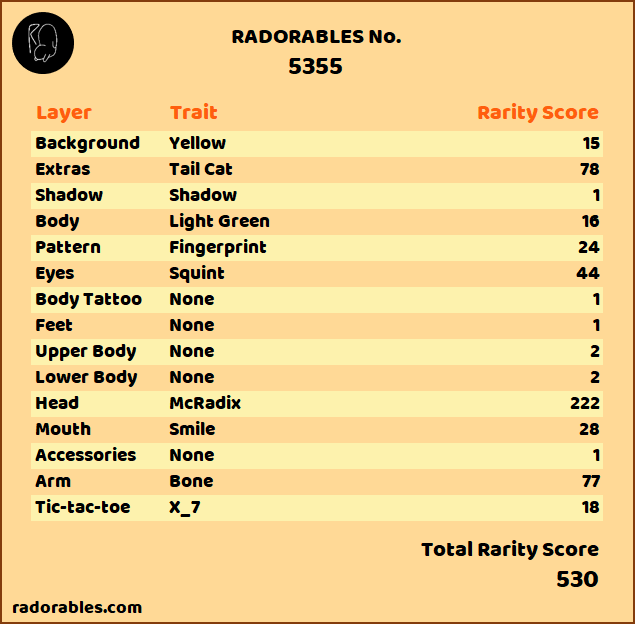 RADORABLES No.
5355
Layer Trait Rarity Score
Background Yellow 15
Extras Tail Cat 78
Shadow Shadow 1
Body Light Green 16
Pattern Fingerprint 24
Eyes Squint 44
Body Tattoo None 1
Feet None 1
Upper Body None 2
Lower Body None 2
Head McRadix 222
Mouth Smile 28
Accessories None 1
Arm Bone 77
Tic-tac-toe X_7 18
Total Rarity Score
530
radorables.com